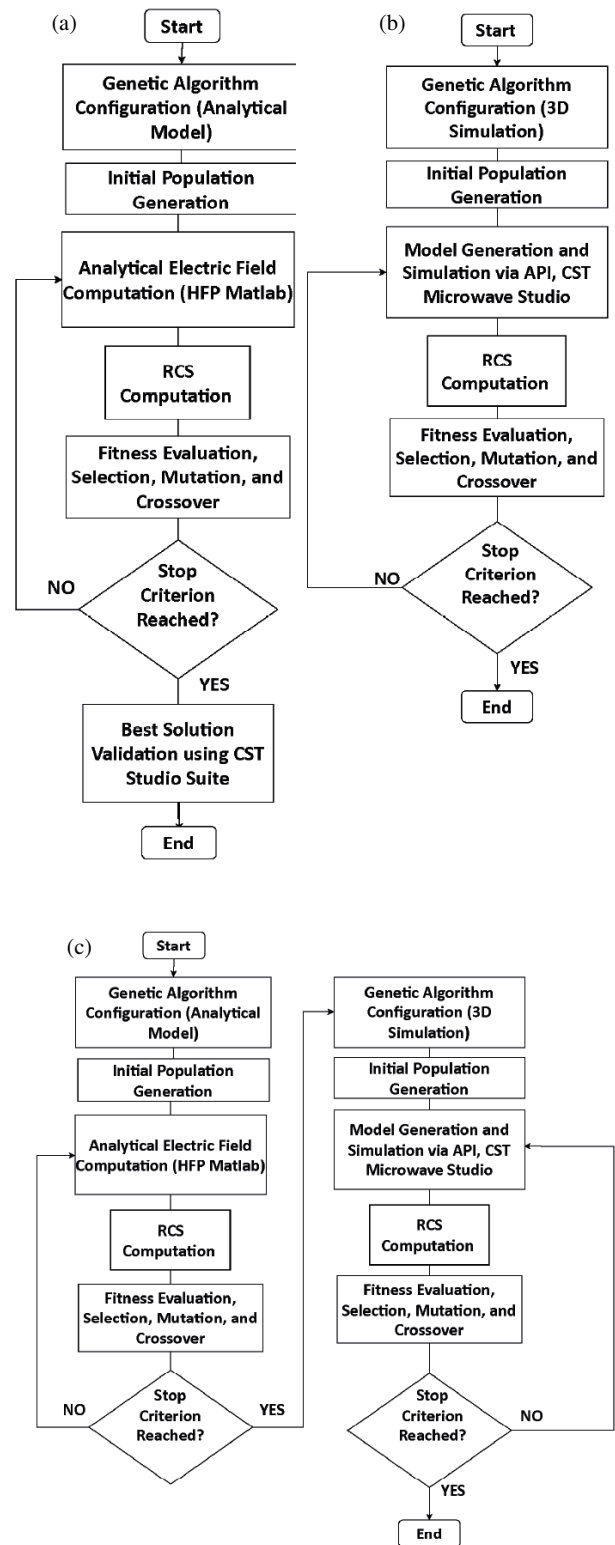 (a)
Start
Genetic Algorithm
Configuration (Analytical
Model)
Initial Population
Generation
Analytical Electric Field
Computation (HFP Matlab)
RCS
Computation
Fitness Evaluation,
Selection, Mutation, and
Crossover
Stop
Criterion
Reached?
NO
YES
Best Solution
Validation using CST
Studio Suite
End
(b)
Start
Genetic Algorithm
Configuration (3D
Simulation)
Initial Population
Generation
Model Generation and
Simulation via API, CST
Microwave Studio
RCS
Computation
Fitness Evaluation,
Selection, Mutation, and
Crossover
Stop
Criterion
Reached?
NO
YES
End
(c)
Start
Genetic Algorithm
Configuration (Analytical
Model)
Initial Population
Generation
Analytical Electric Field
Computation (HFP Matlab)
RCS
Computation
Fitness Evaluation,
Selection, Mutation, and
Crossover
Stop
Criterion
Reached?
NO
YES
Genetic Algorithm
Configuration (3D
Simulation)
Initial Population
Generation
Model Generation and
Simulation via API, CST
Microwave Studio
RCS
Computation
Fitness Evaluation,
Selection, Mutation, and
Crossover
Stop
Criterion
Reached?
NO
YES
End